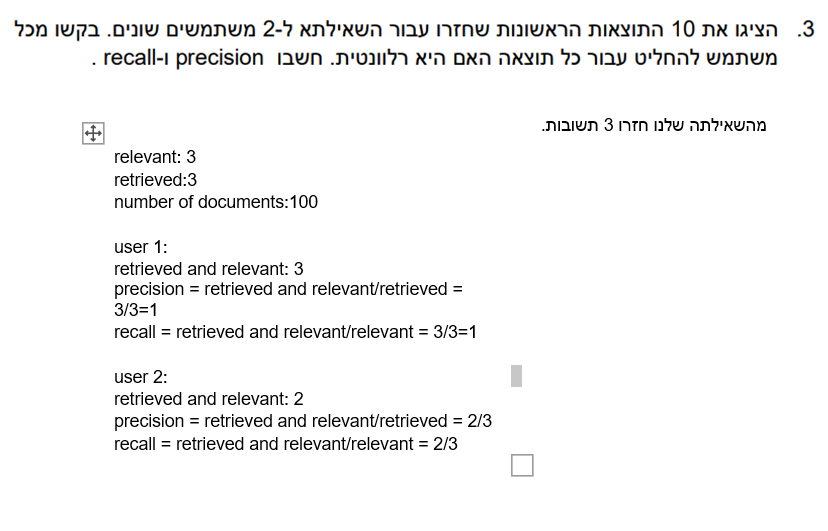 3. הציגו את 10 התוצאות הראשונות שחזרו עבור השאילתא ל-2 משתמשים שונים. בקשו מכל
משתמש להחליט עבור כל תוצאה האם היא רלוונטית. חשבו precision ו-recall .
מהשאילתה שלנו חזרו 3 תשובות.
relevant: 3
retrieved:3
number of documents:100
user 1:
retrieved and relevant: 3
precision = retrieved and relevant/retrieved =
3/3=1
recall = retrieved and relevant/relevant = 3/3=1
user 2:
retrieved and relevant: 2
precision = retrieved and relevant/retrieved = 2/3
recall = retrieved and relevant/relevant = 2/3